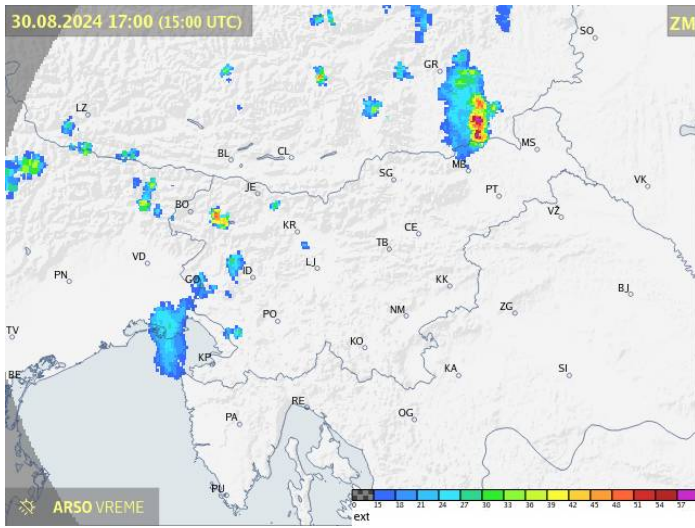 30.08.2024 17:00 (15:00 UTC)
ZM
SO
GR
LZ
MS
BL
CL
MB
SG
VK
JE
PT
BO
VŽ
KR
CE
TB
VD
LJ
ID
PN
GO
KK
BJ
NM
ZG
PO
TV
KO
KP
BE
KA
SI
RE
PA
OG
PU
ARSO VREME
0 15 18 21 24 27 30 33 36 39 42 45 48 51 54 57
ext